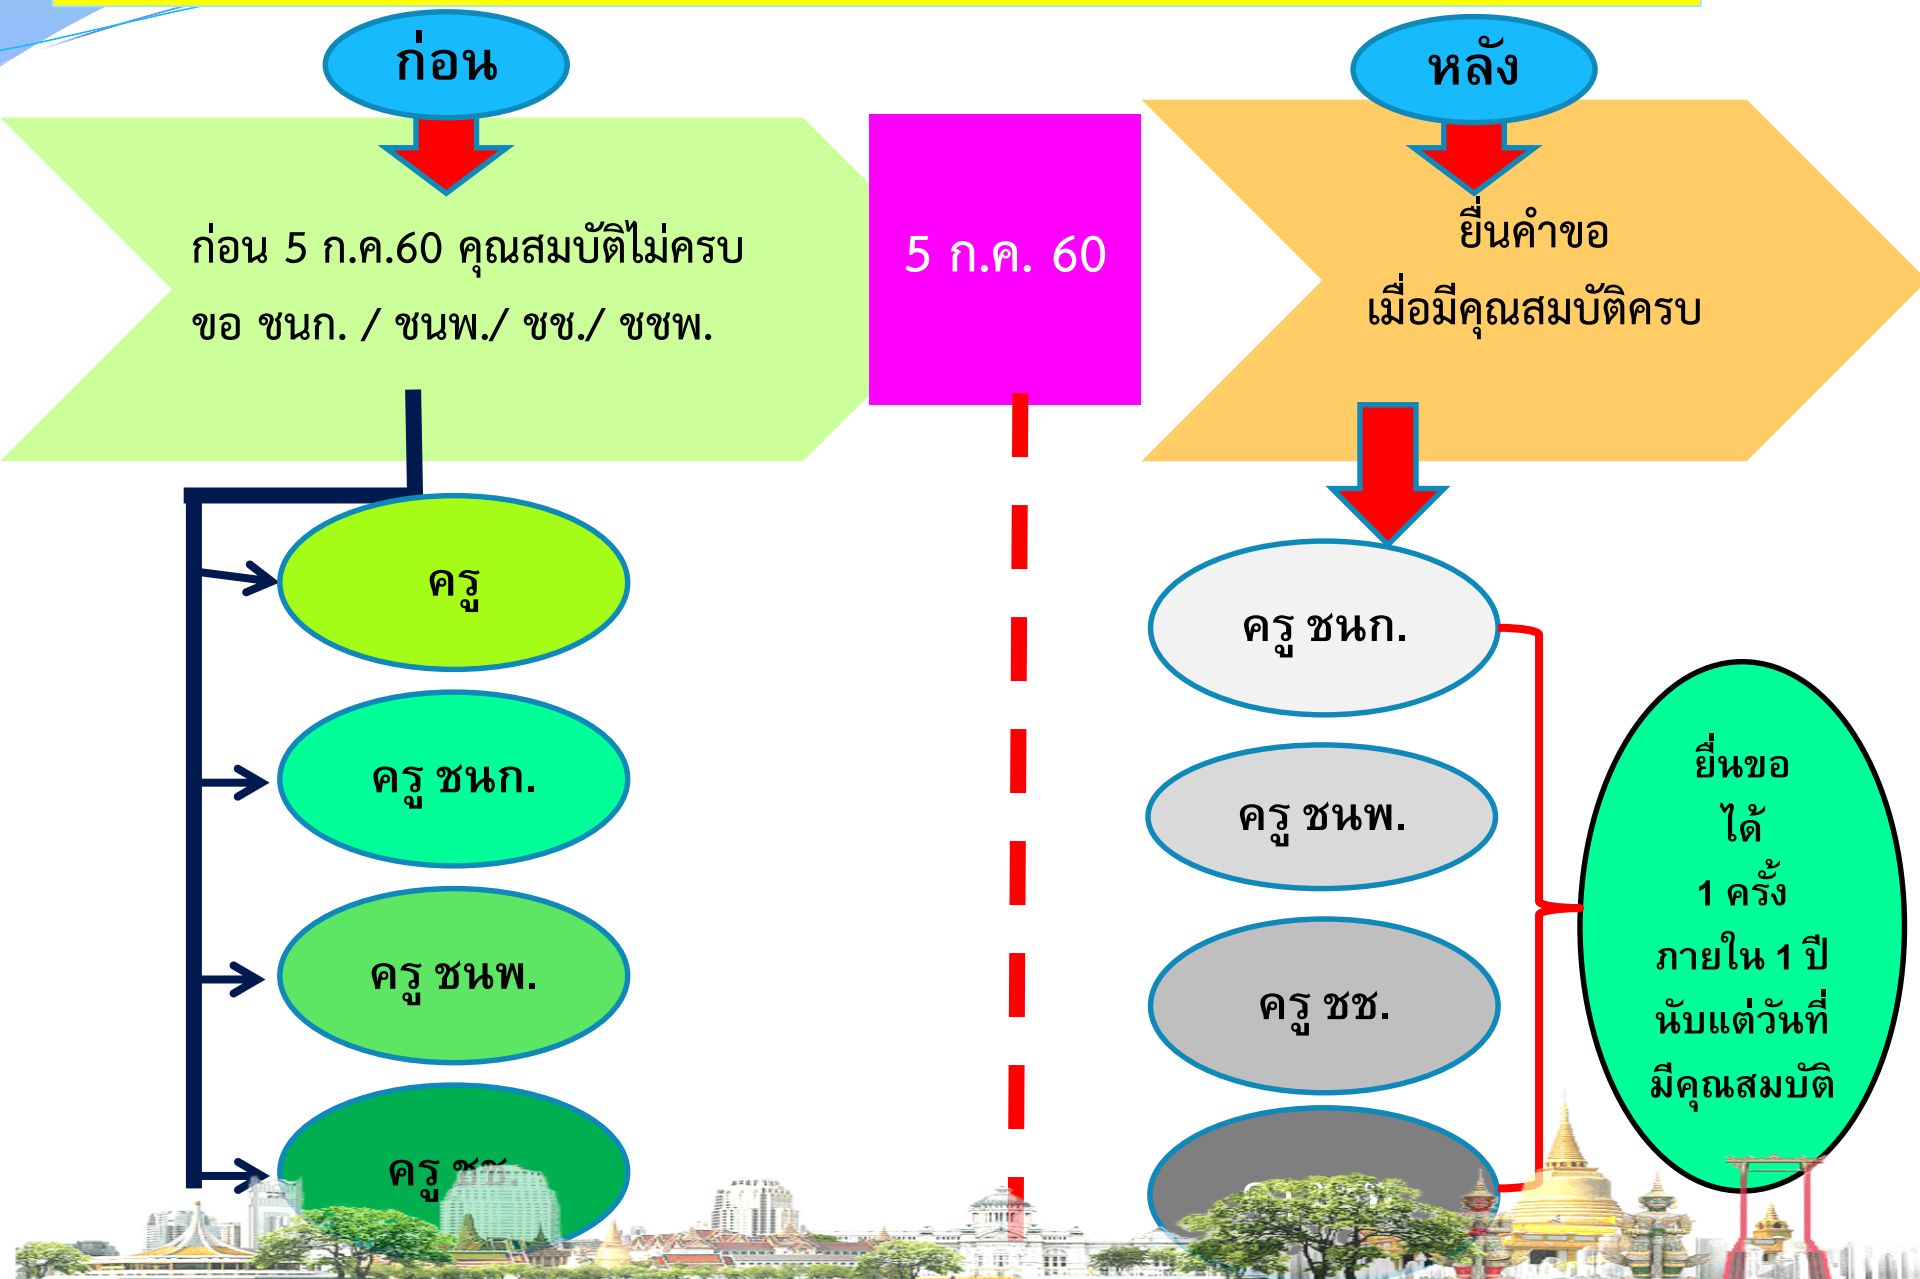 ก่อน
หลัง
ก่อน 5 ก.ค.60 คุณสมบัติไม่ครบ
ขอ ชนก. / ชนพ./ ชช./ ชชพ.
5 ก.ค. 60
ยื่นคำขอ
เมื่อมีคุณสมบัติครบ
ครู
ครู ชนก.
ครู ชนพ.
ครู ชช.
ครู ชนก.
ครู ชนพ.
ครู ชช.
ยื่นขอ
ได้
1 ครั้ง
ภายใน 1 ปี
นับแต่วันที่
มีคุณสมบัติ